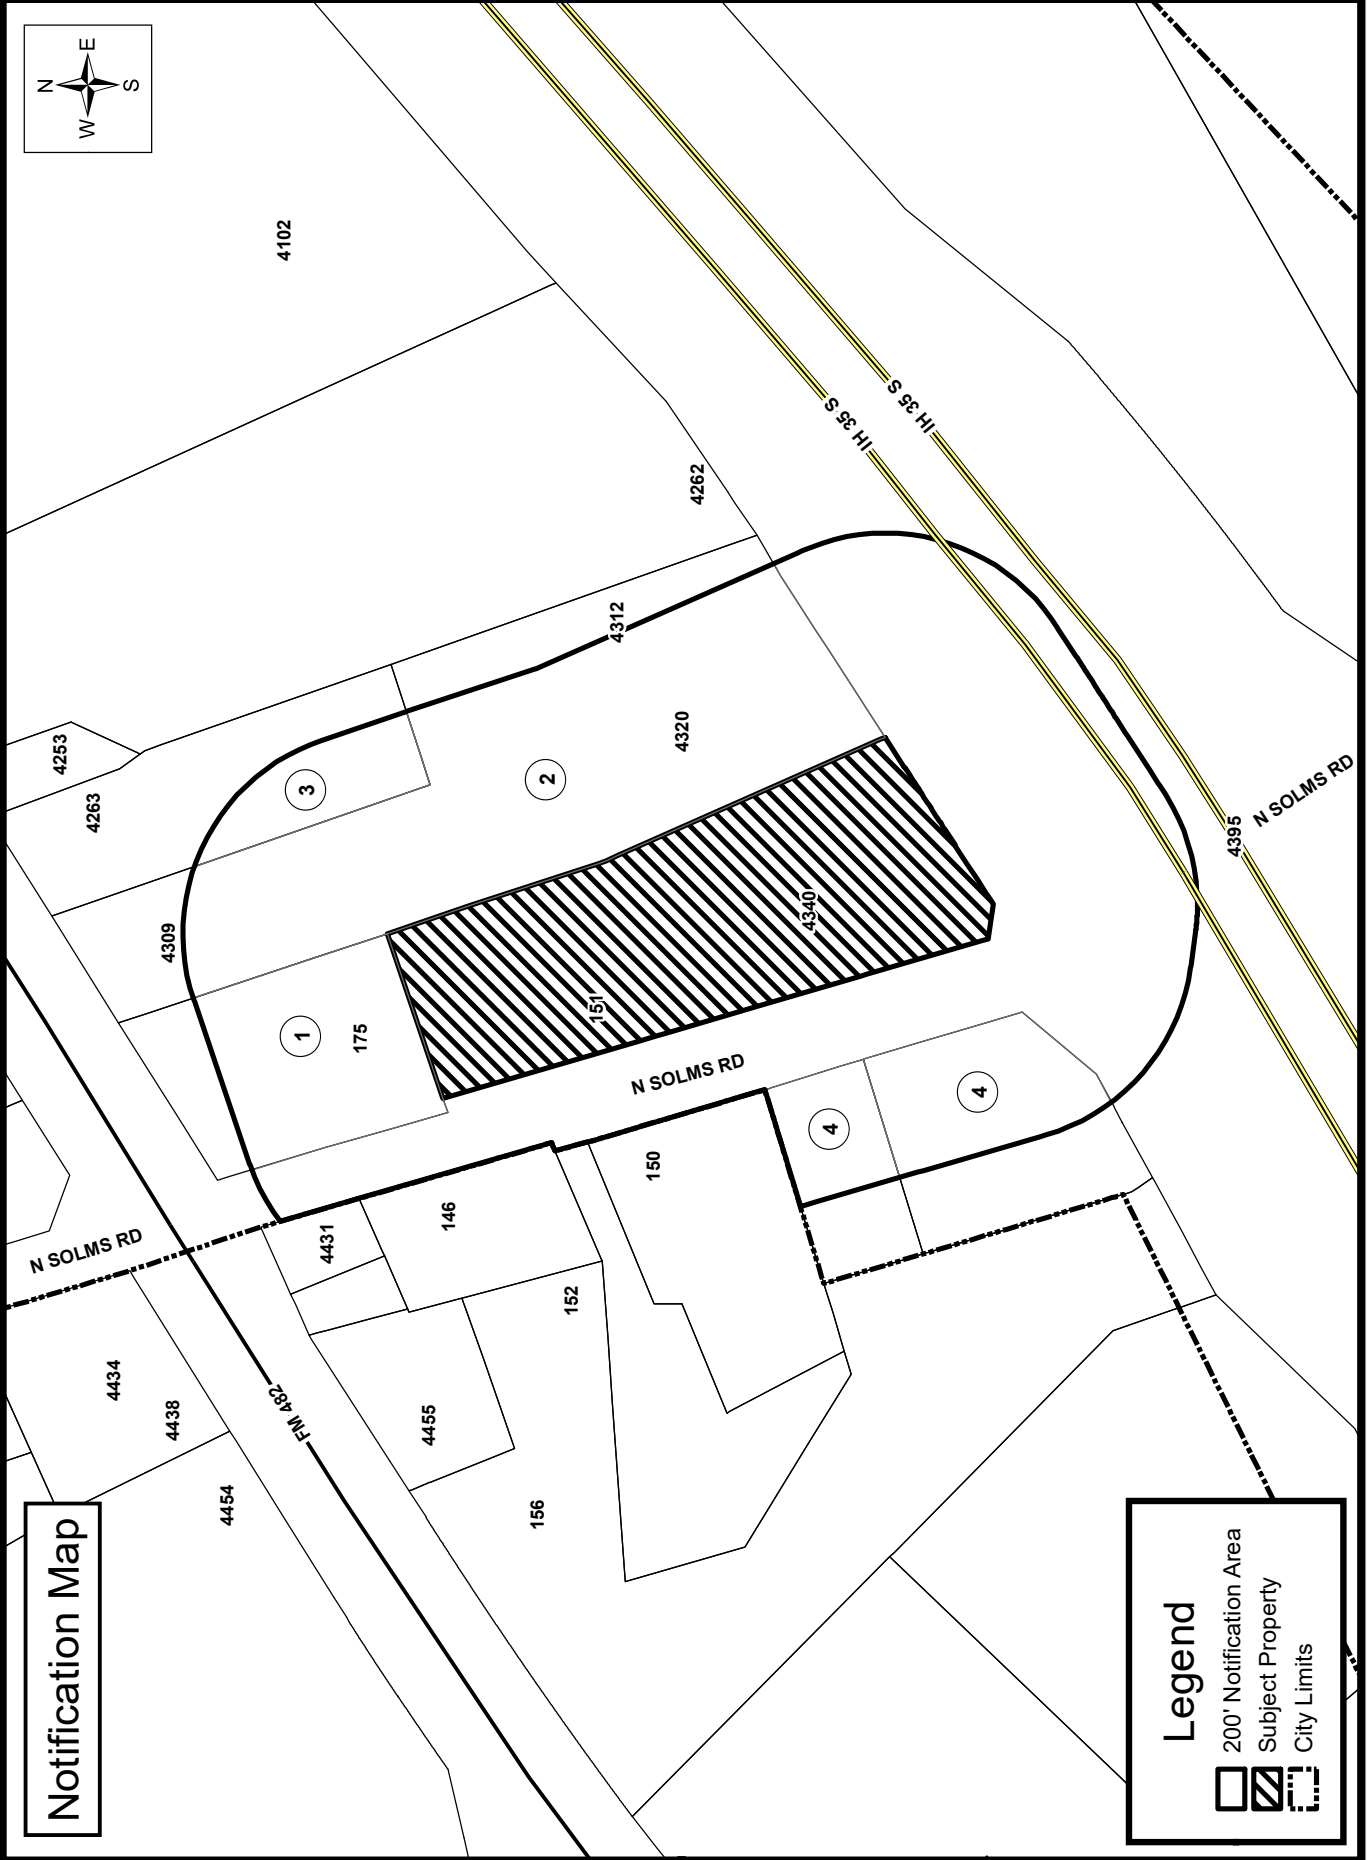 Notification Map
N
W
E
S
4102
4253
4263
4309
3
1
175
2
4320
4312
4262
IH 35 S
IH 35 S
4340
151
N SOLMS RD
N SOLMS RD
N SOLMS RD
4395
4
4
150
146
4431
152
4455
156
4434
4438
4454
FM 482
Legend
200' Notification Area
Subject Property
City Limits